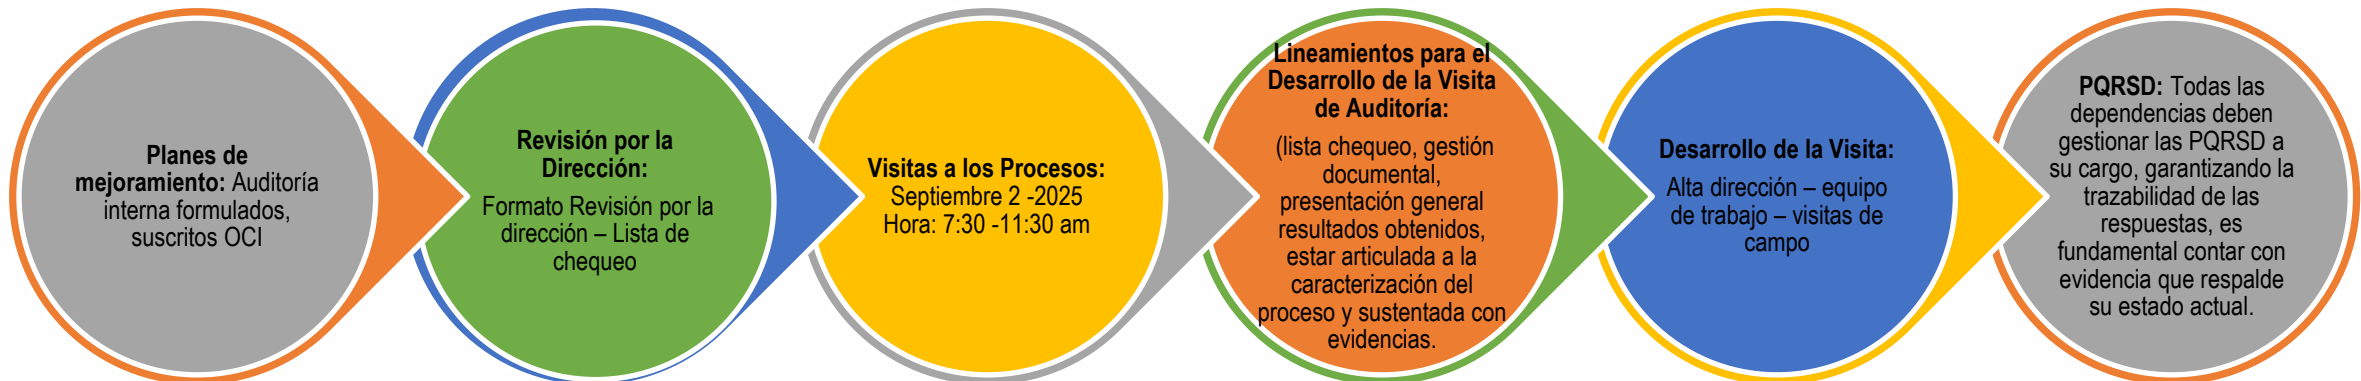 Planes de
mejoramiento: Auditoría
interna formulados,
suscritos OCI
Revisión por la
Dirección:
Formato Revisión por la
dirección – Lista de
chequeo
Visitas a los Procesos:
Septiembre 2 -2025
Hora: 7:30 -11:30 am
Lineamientos para el
Desarrollo de la Visita
de Auditoría:
(lista chequeo, gestión
documental,
presentación general
resultados obtenidos,
estar articulada a la
caracterización del
proceso y sustentada con
evidencias.
Desarrollo de la Visita:
Alta dirección – equipo
de trabajo – visitas de
campo
PQRSD: Todas las
dependencias deben
gestionar las PQRSD a
su cargo, garantizando la
trazabilidad de las
respuestas, es
fundamental contar con
evidencia que respalde
su estado actual.